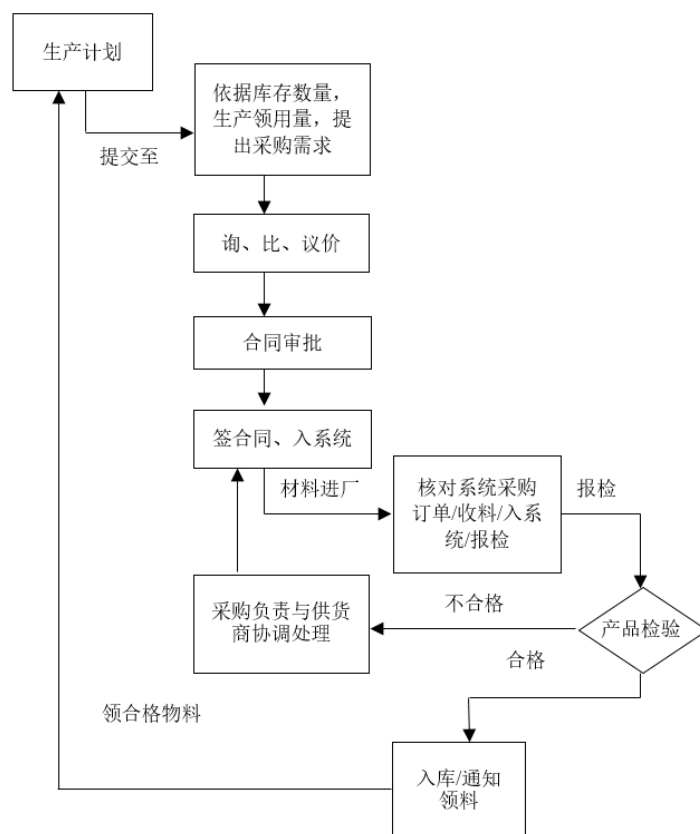 生产计划
依据库存数量，
生产领用量，提
出采购需求
提交至
询、比、议价
合同审批
签合同、入系统
材料进厂
核对系统采购
订单/收料/入系
统/报检
报检
不合格
采购负责与供货
商协调处理
产品检验
合格
领合格物料
入库/通知
领料